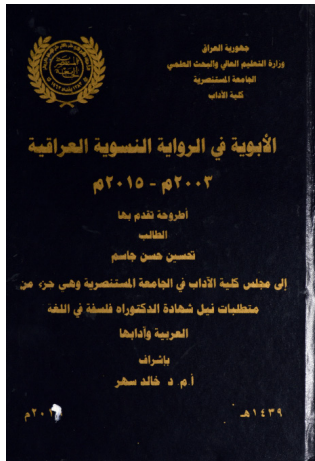 جمهورية العراق
وزارة التعليم العالي والبحث العلمي
الجامعة المستنصرية
كلية الآداب
الأبوية في الرواية النسوية العراقية
٢٠٠٣م - ٢٠١٥م
أطروحة تقدم بها
الطالب
تحسين حسن جاسم
إلى مجلس كلية الآداب في الجامعة المستنصرية وهي جزء من
متطلبات نيل شهادة الدكتوراه فلسفة في اللغة
العربية وآدابها
بإشراف
أ.م.د خالد سهر
١٤٣٩هـ